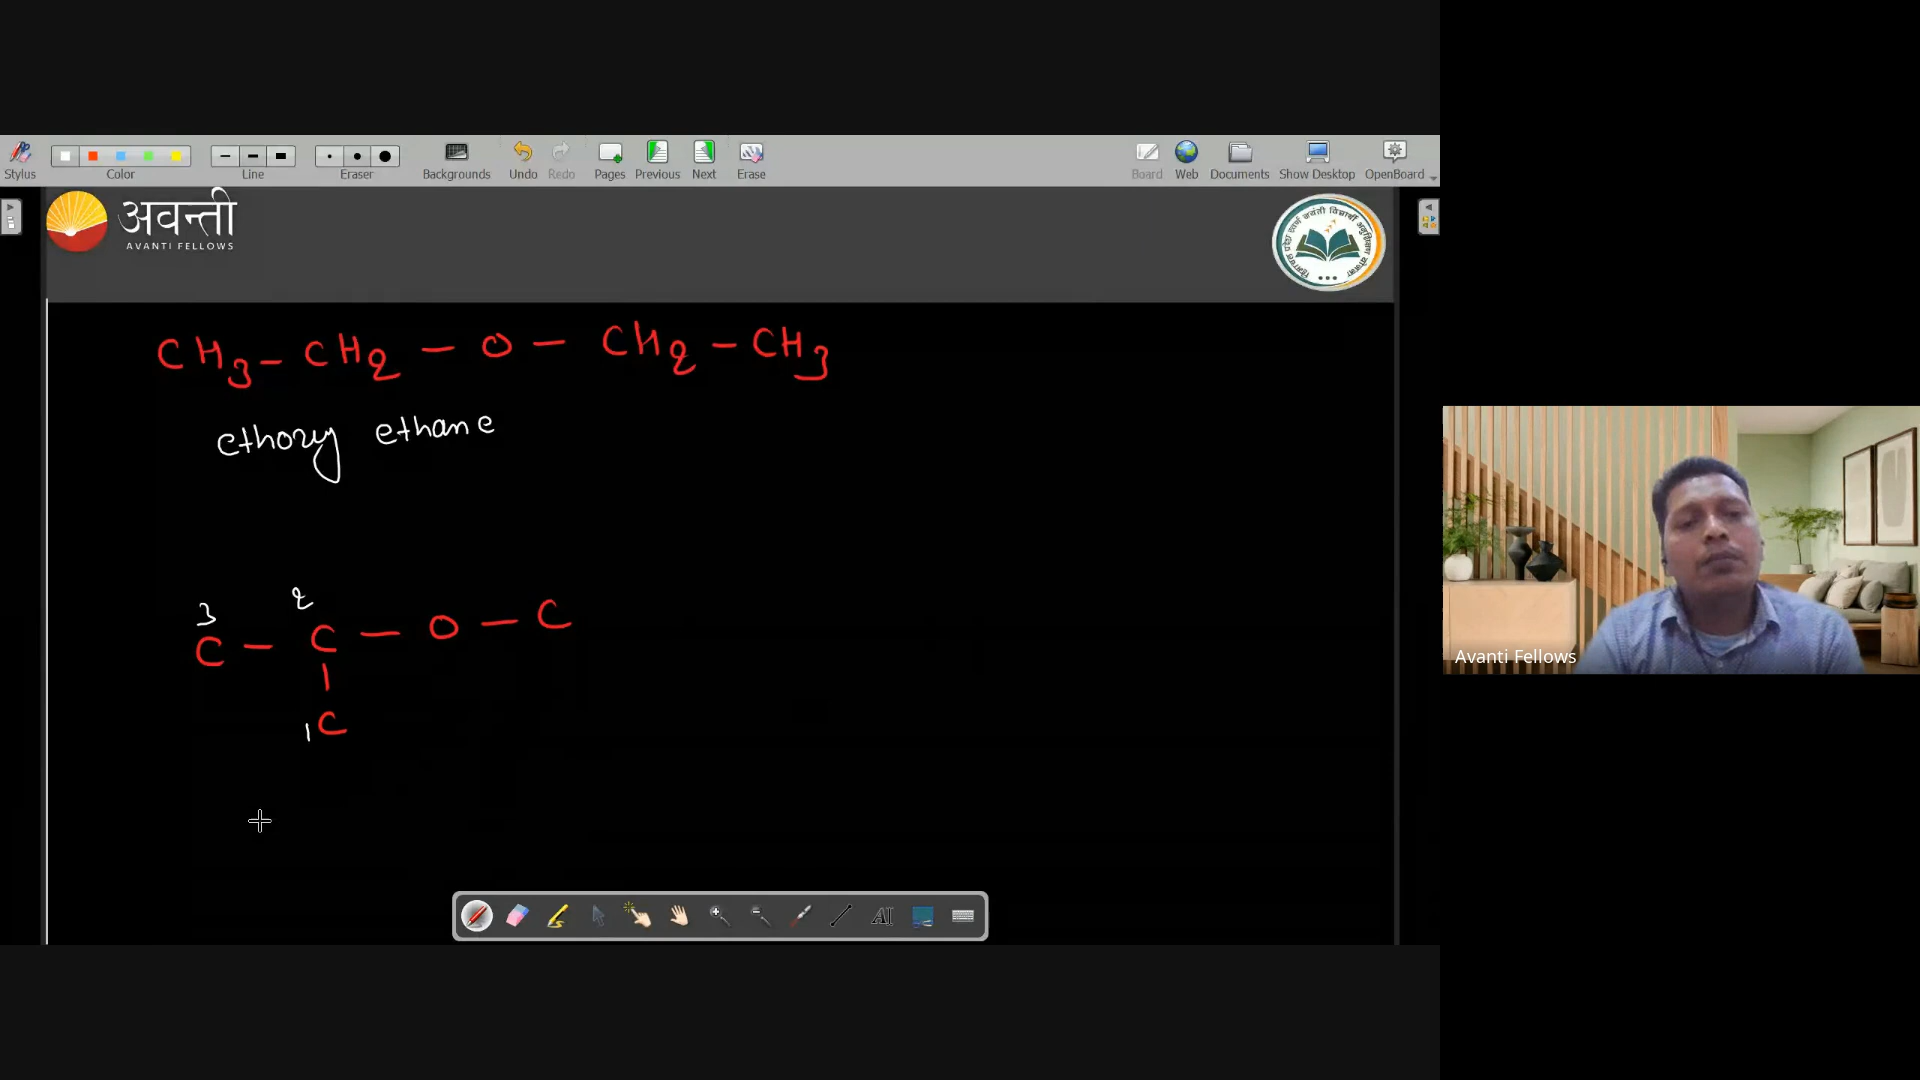 Stylus
Color
Line
Eraser
Backgrounds
Undo
Redo
Pages
Previous
Next
Erase
Board
Web
Documents
Show Desktop
OpenBoard
अवन्ती
AVANTI FELLOWS
CH3 - CH2 - O - CH2 - CH3
ethoxy ethane
3 2
C - C - O - C
|
1 C
Avanti Fellows